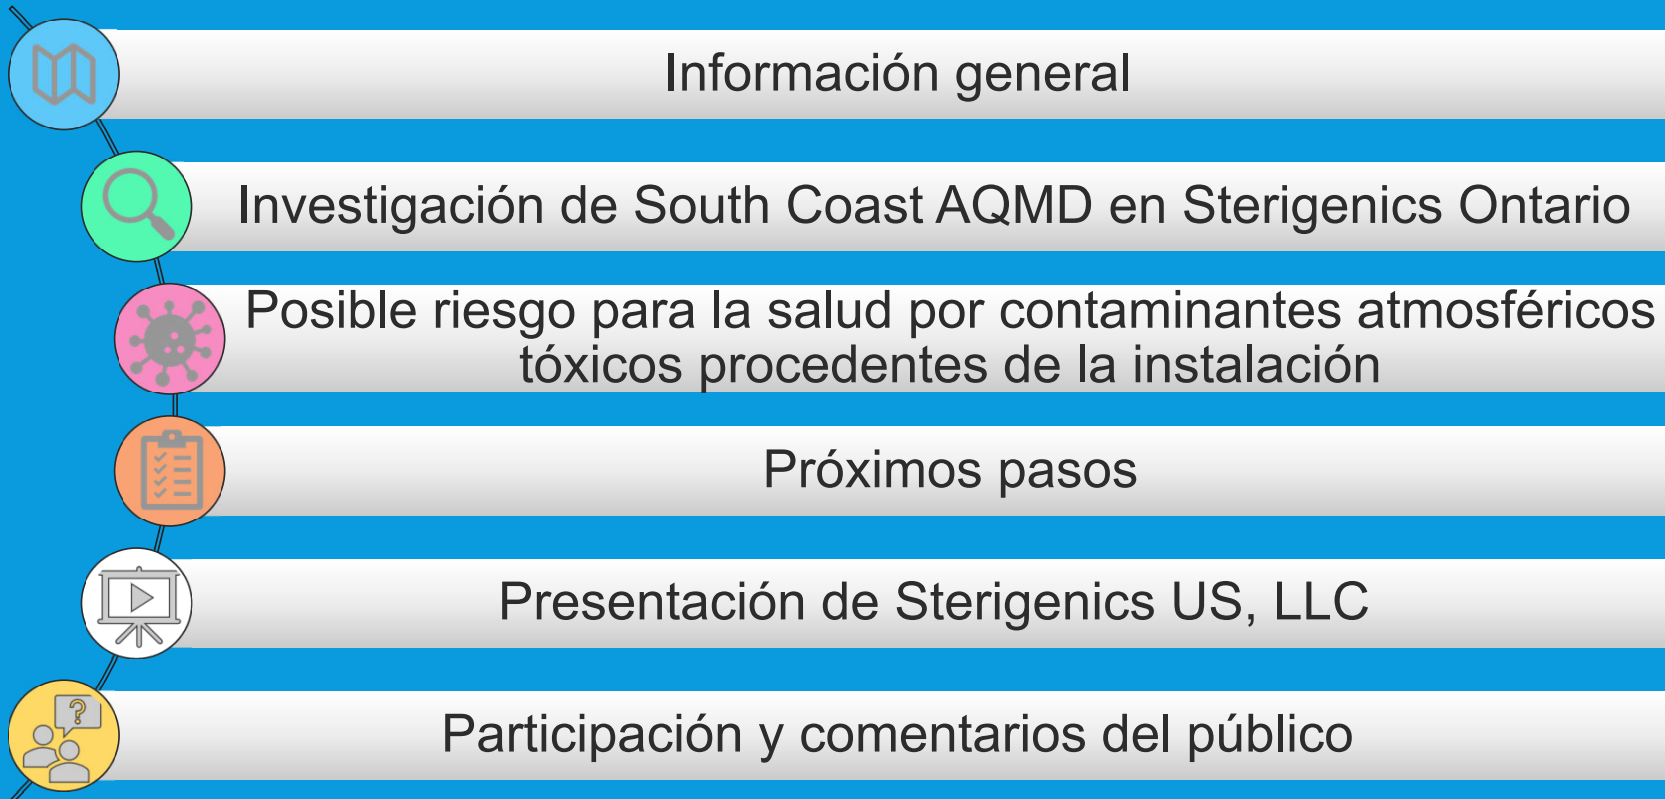 Información general
Investigación de South Coast AQMD en Sterigenics Ontario
Posible riesgo para la salud por contaminantes atmosféricos
tóxicos procedentes de la instalación
Próximos pasos
Presentación de Sterigenics US, LLC
?
Participación y comentarios del público